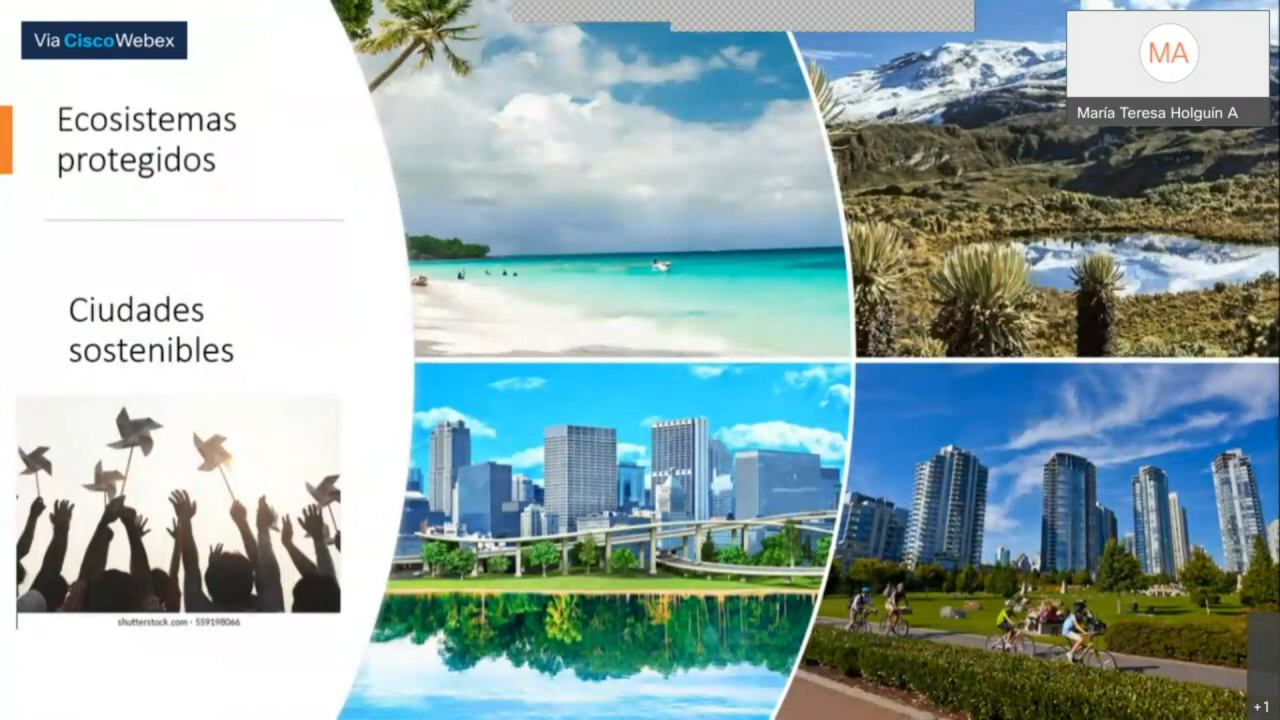 Via CiscoWebex
MA
María Teresa Holguín A
Ecosistemas
protegidos
Ciudades
sostenibles
shutterstock.com · 559198066
+1